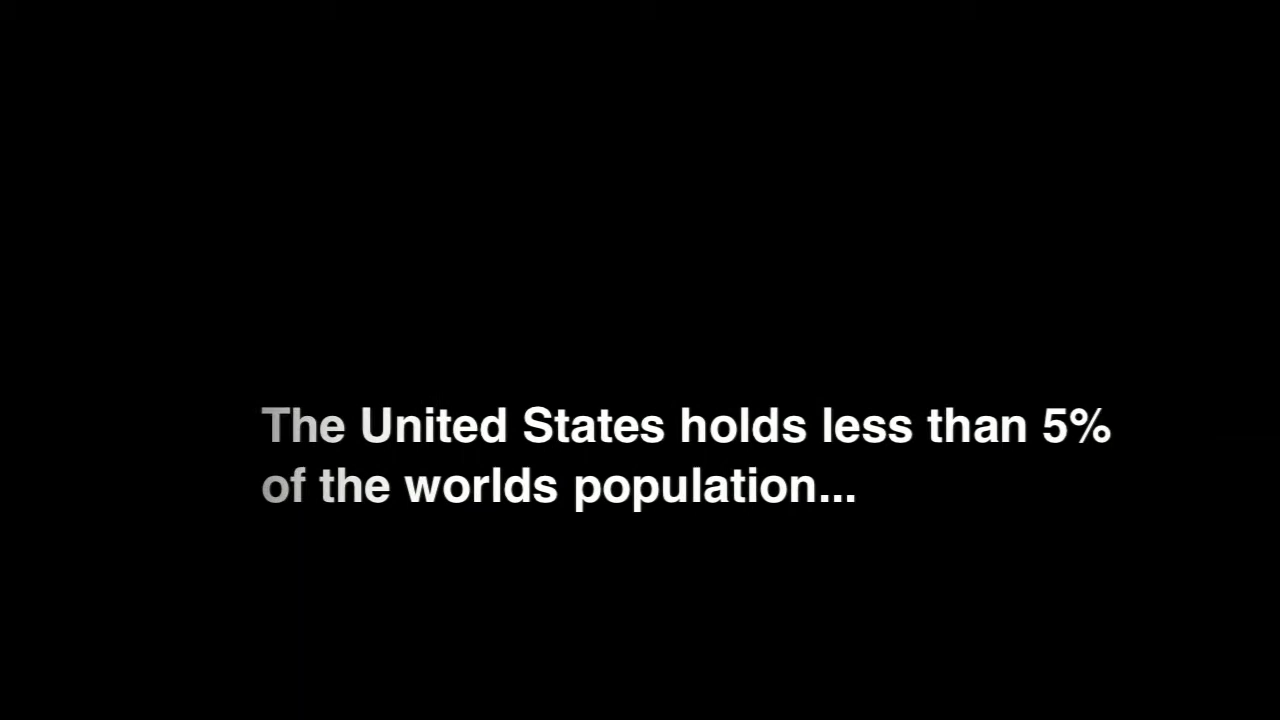 The United States holds less than 5%
of the worlds population...